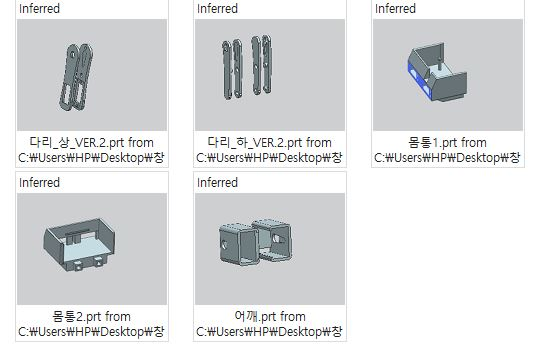 Inferred
Inferred
Inferred
다리_상_VER.2.prt from
C:₩Users₩HP₩Desktop₩창
다리_하_VER.2.prt from
C:₩Users₩HP₩Desktop₩창
몸통1.prt from
C:₩Users₩HP₩Desktop₩창
Inferred
Inferred
몸통2.prt from
C:₩Users₩HP₩Desktop₩창
어깨.prt from
C:₩Users₩HP₩Desktop₩창